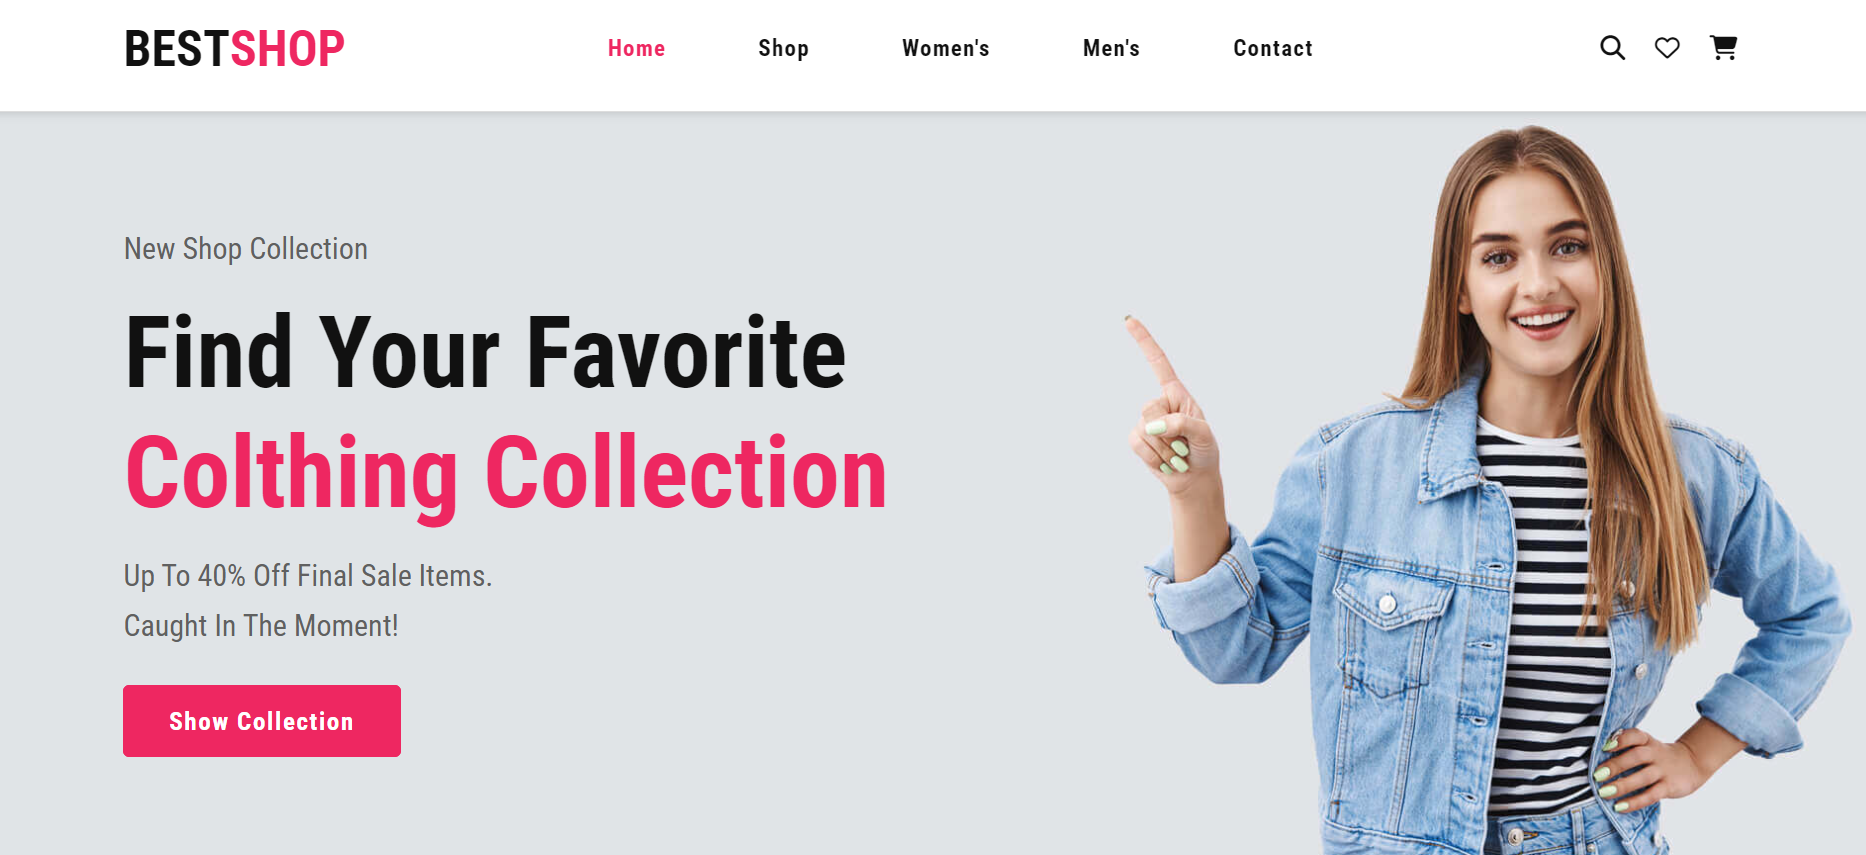 BESTSHOP
Home Shop Women's Men's Contact
New Shop Collection
Find Your Favorite
Colthing Collection
Up To 40% Off Final Sale Items.
Caught In The Moment!
Show Collection